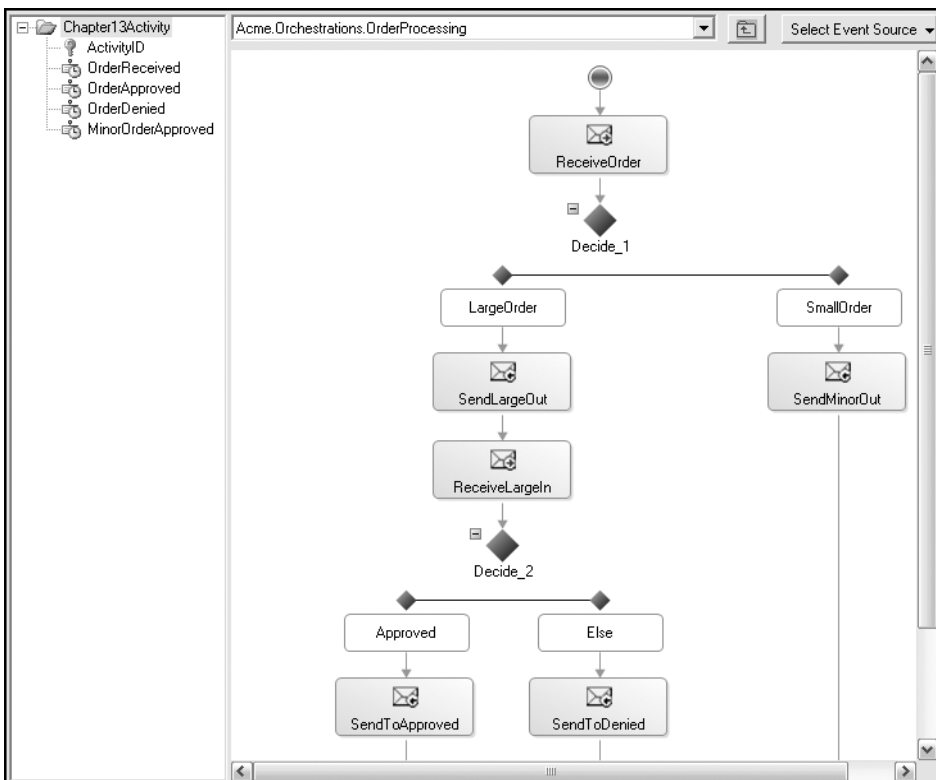 Chapter13Activity
ActivityID
OrderReceived
OrderApproved
OrderDenied
MinorOrderApproved
Acme.Orchestrations.OrderProcessing
Select Event Source
ReceiveOrder
Decide_1
LargeOrder
SmallOrder
SendLargeOut
SendMinorOut
ReceiveLargeIn
Decide_2
Approved
Else
SendToApproved
SendToDenied